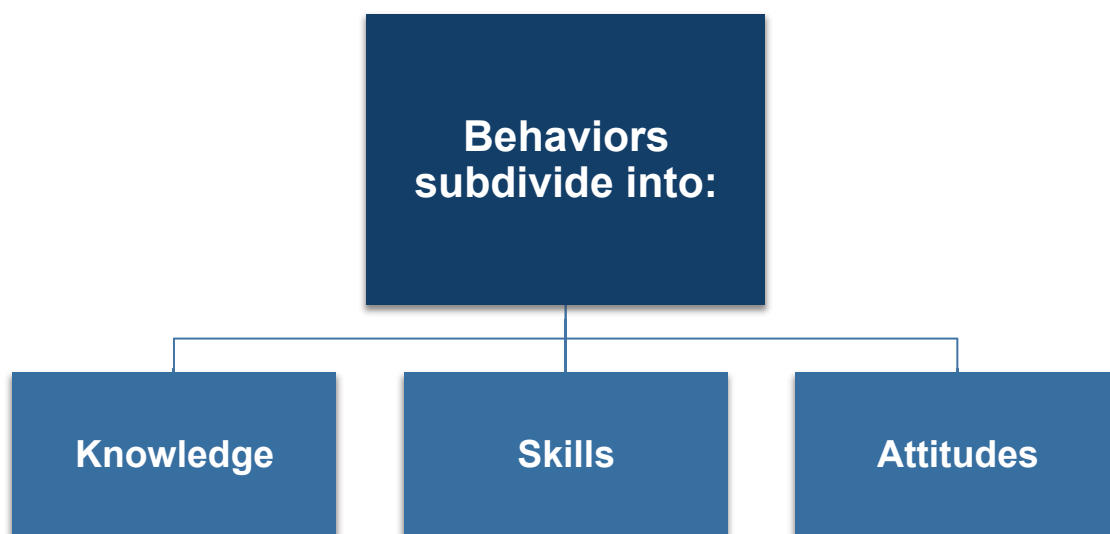 Behaviors
subdivide into:
Knowledge
Skills
Attitudes